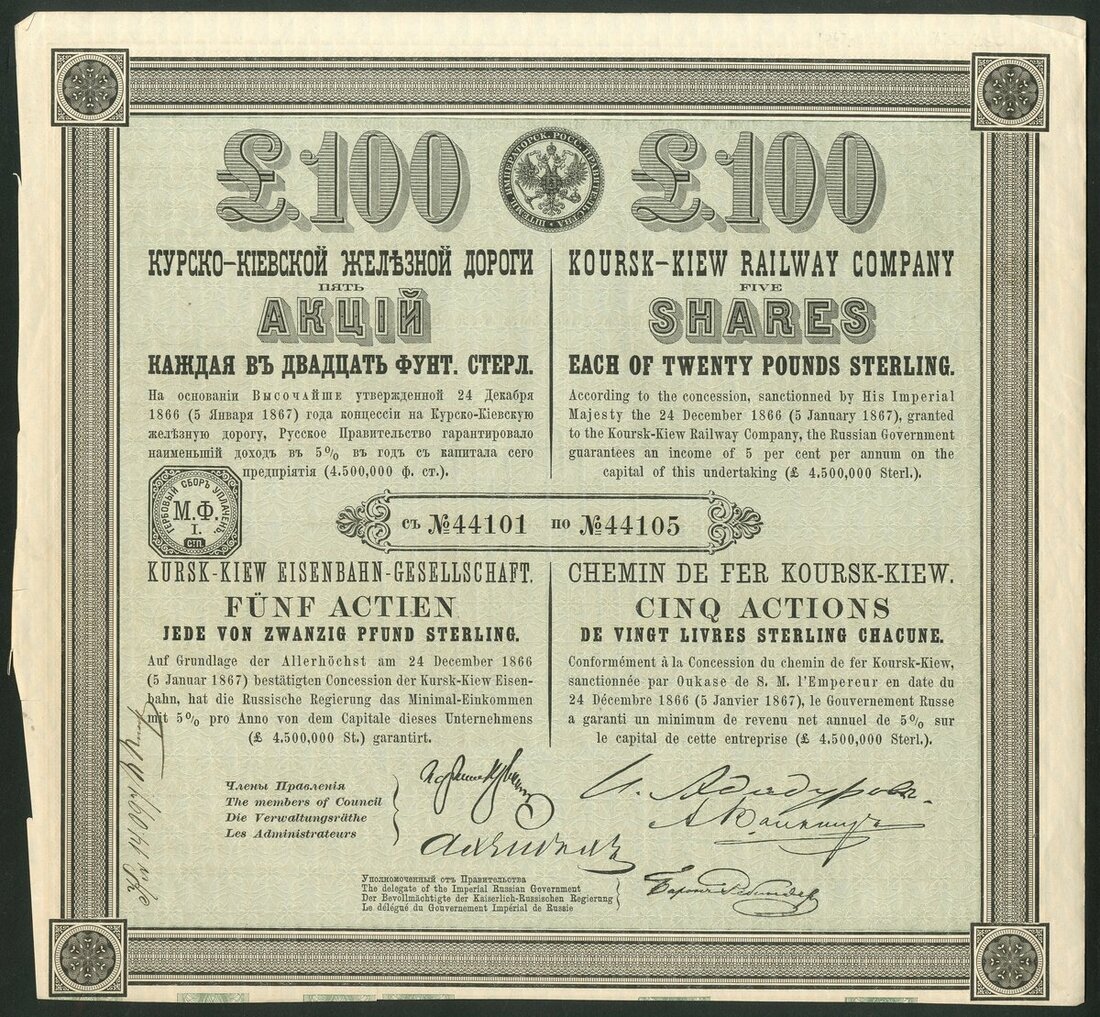 £.100
ШТЕМП. ИМПЕРАТОРСК. РОСС. ПРАВИТЕЛЬСТВА
£.100
КУРСКО-КІЕВСКОЙ ЖЕЛѢЗНОЙ ДОРОГИ
ПЯТЬ
АКЦІЙ
КАЖДАЯ ВЪ ДВАДЦАТЬ ФУНТ. СТЕРЛ.
На основаніи Высочайше утвержденной 24 Декабря
1866 (5 Января 1867) года концессіи на Курско-Кіевскую
желѣзную дорогу, Русское Правительство гарантировало
наименьшій доходъ въ 5% въ годъ съ капитала сего
предпріятія (4.500,000 ф. ст.).
KOURSK-KIEW RAILWAY COMPANY
FIVE
SHARES
EACH OF TWENTY POUNDS STERLING.
According to the concession, sanctioned by His Imperial
Majesty the 24 December 1866 (5 January 1867), granted
to the Koursk-Kiew Railway Company, the Russian Government
guarantees an income of 5 per cent per annum on the
capital of this undertaking (£ 4.500,000 Sterl.).
ГЕРБОВЫЙ СБОРЪ УПЛАЧЕНЪ
М.Ф.
I.
СТП.
съ №44101 по №44105
KURSK-KIEW EISENBAHN-GESELLSCHAFT.
FÜNF ACTIEN
JEDE VON ZWANZIG PFUND STERLING.
Auf Grundlage der Allerhöchst am 24 December 1866
(5 Januar 1867) bestätigten Concession der Kursk-Kiew Eisen-
bahn, hat die Russische Regierung das Minimal-Einkommen
mit 5% pro Anno von dem Capitale dieses Unternehmens
(£ 4.500,000 St.) garantirt.
CHEMIN DE FER KOURSK-KIEW.
CINQ ACTIONS
DE VINGT LIVRES STERLING CHACUNE.
Conformément à la Concession du chemin de fer Koursk-Kiew,
sanctionnée par Oukase de S. M. l'Empereur en date du
24 Décembre 1866 (5 Janvier 1867), le Gouvernement Russe
a garanti un minimum de revenu net annuel de 5% sur
le capital de cette entreprise (£ 4.500,000 Sterl.).
Члены Правленія
The members of Council
Die Verwaltungsräthe
Les Administrateurs
Уполномоченный отъ Правительства
The delegate of the Imperial Russian Government
Der Bevollmächtigte der Kaiserlich-Russischen Regierung
Le délégué du Gouvernement Impérial de Russie